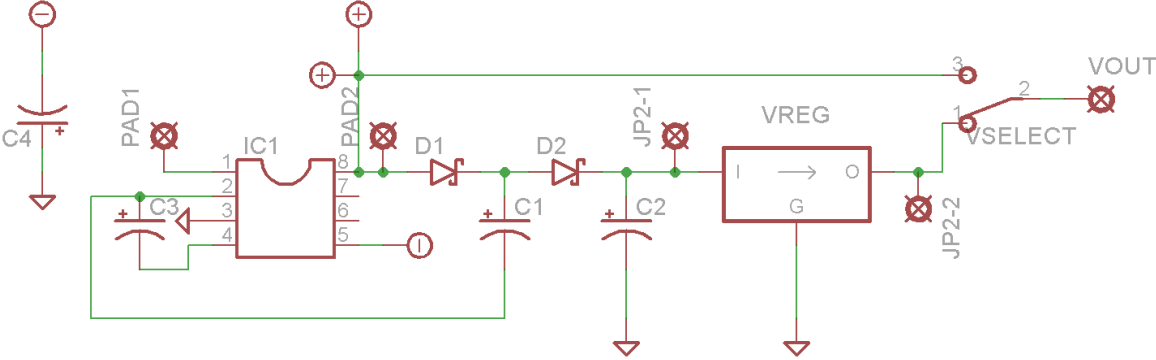 3
VOUT
2
PAD1
PAD2
JP2-1
VREG
1
VSELECT
C4
IC1
D1
D2
1
8
I
O
2
7
C3
3
6
C1
C2
G
4
5
JP2-2